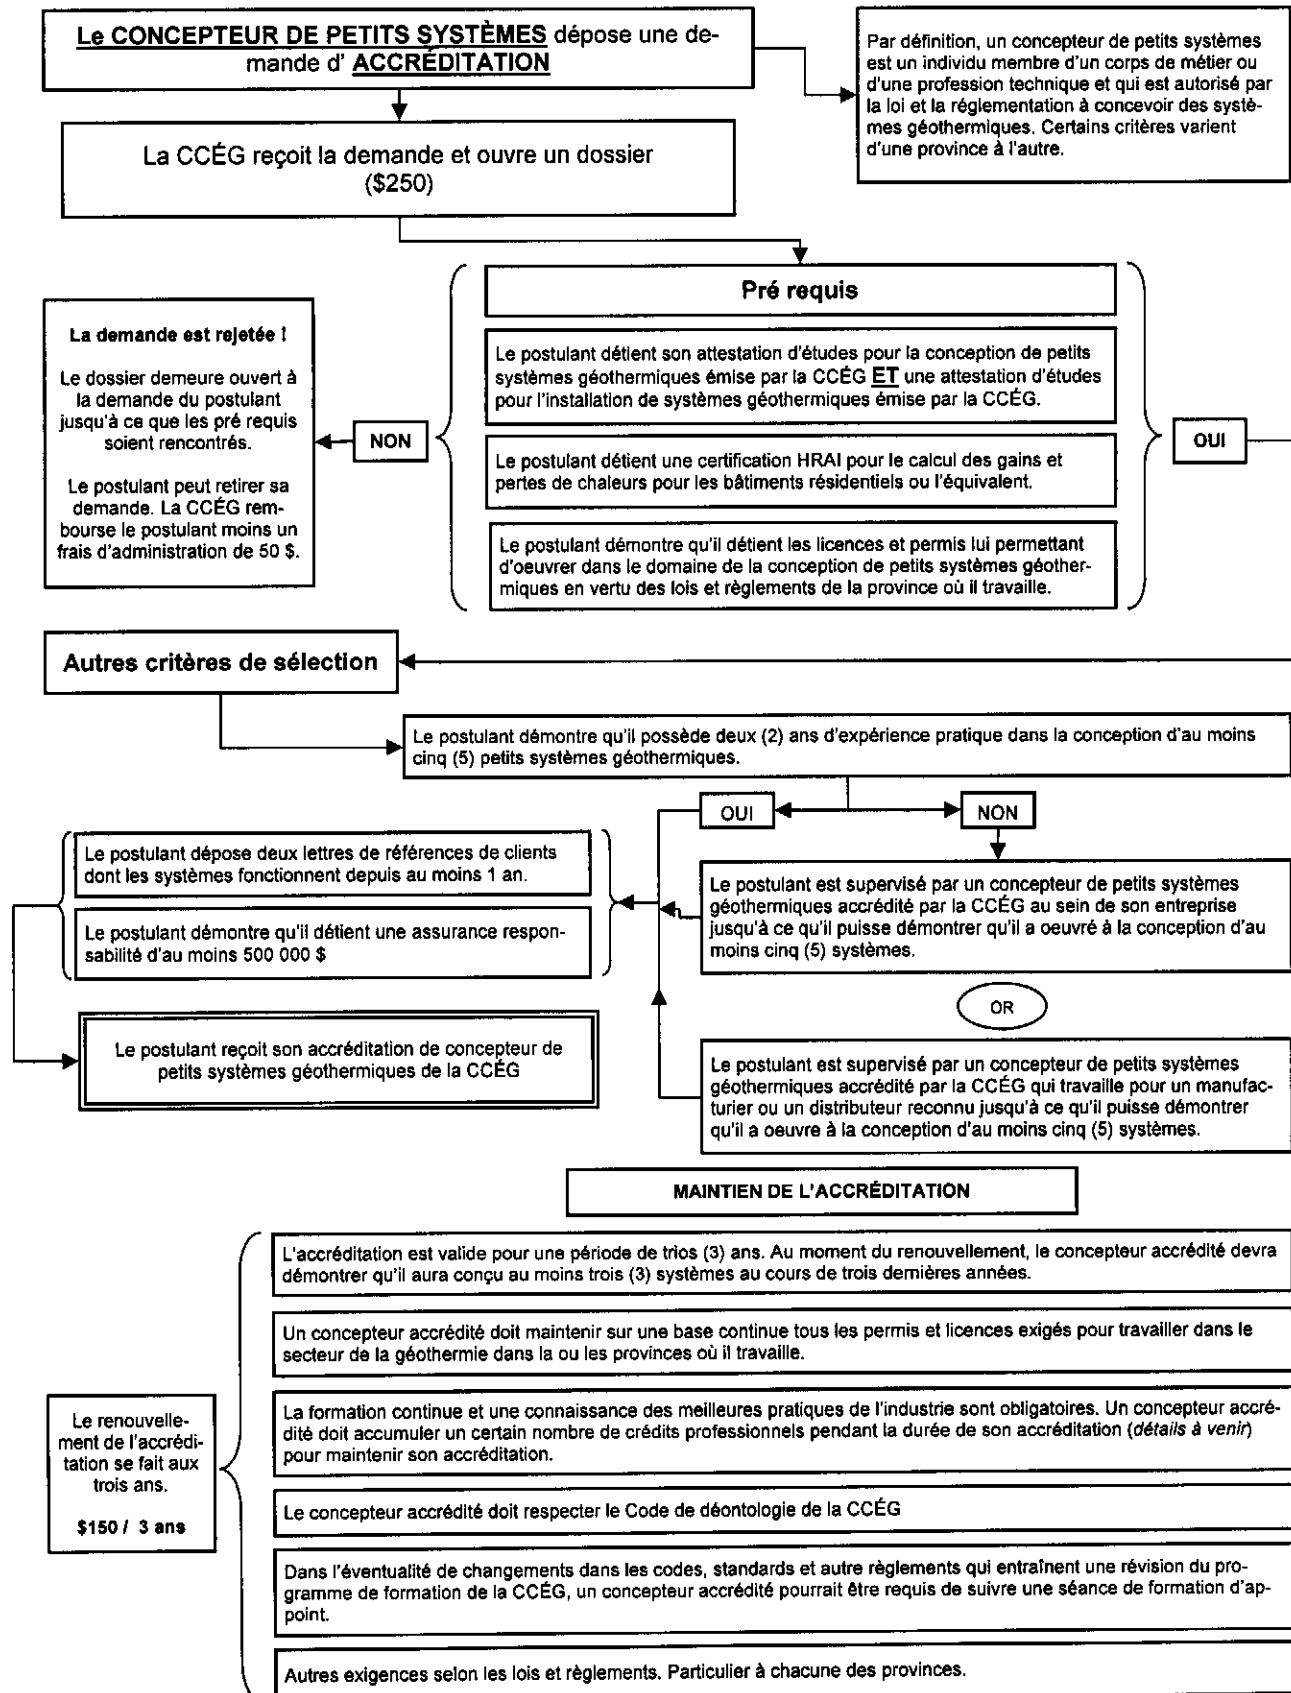 Le CONCEPTEUR DE PETITS SYSTÈMES dépose une de-
mande d' ACCRÉDITATION
Par définition, un concepteur de petits systèmes
est un individu membre d'un corps de métier ou
d'une profession technique et qui est autorisé par
la loi et la réglementation à concevoir des systè-
mes géothermiques. Certains critères varient
d'une province à l'autre.
La CCÉG reçoit la demande et ouvre un dossier
($250)
Pré requis
La demande est rejetée !
Le dossier demeure ouvert à
la demande du postulant
jusqu'à ce que les pré requis
soient rencontrés.
Le postulant peut retirer sa
demande. La CCÉG rem-
bourse le postulant moins un
frais d'administration de 50 $.
NON
Le postulant détient son attestation d'études pour la conception de petits
systèmes géothermiques émise par la CCÉG ET une attestation d'études
pour l'installation de systèmes géothermiques émise par la CCÉG.
Le postulant détient une certification HRAI pour le calcul des gains et
pertes de chaleurs pour les bâtiments résidentiels ou l'équivalent.
Le postulant démontre qu'il détient les licences et permis lui permettant
d'oeuvrer dans le domaine de la conception de petits systèmes géother-
miques en vertu des lois et règlements de la province où il travaille.
OUI
Autres critères de sélection
Le postulant démontre qu'il possède deux (2) ans d'expérience pratique dans la conception d'au moins
cinq (5) petits systèmes géothermiques.
OUI
NON
Le postulant dépose deux lettres de références de clients
dont les systèmes fonctionnent depuis au moins 1 an.
Le postulant démontre qu'il détient une assurance respon-
sabilité d'au moins 500 000 $
Le postulant reçoit son accréditation de concepteur de
petits systèmes géothermiques de la CCÉG
Le postulant est supervisé par un concepteur de petits systèmes
géothermiques accrédité par la CCÉG au sein de son entreprise
jusqu'à ce qu'il puisse démontrer qu'il a oeuvré à la conception d'au
moins cinq (5) systèmes.
OR
Le postulant est supervisé par un concepteur de petits systèmes
géothermiques accrédité par la CCÉG qui travaille pour un manufac-
turier ou un distributeur reconnu jusqu'à ce qu'il puisse démontrer
qu'il a oeuvre à la conception d'au moins cinq (5) systèmes.
MAINTIEN DE L'ACCRÉDITATION
Le renouvelle-
ment de l'accrédi-
tation se fait aux
trois ans.
$150 / 3 ans
L'accréditation est valide pour une période de trios (3) ans. Au moment du renouvellement, le concepteur accrédité devra
démontrer qu'il aura conçu au moins trois (3) systèmes au cours de trois dernières années.
Un concepteur accrédité doit maintenir sur une base continue tous les permis et licences exigés pour travailler dans le
secteur de la géothermie dans la ou les provinces où il travaille.
La formation continue et une connaissance des meilleures pratiques de l'industrie sont obligatoires. Un concepteur accré-
dité doit accumuler un certain nombre de crédits professionnels pendant la durée de son accréditation (détails à venir)
pour maintenir son accréditation.
Le concepteur accrédité doit respecter le Code de déontologie de la CCÉG
Dans l'éventualité de changements dans les codes, standards et autre règlements qui entraînent une révision du pro-
gramme de formation de la CCÉG, un concepteur accrédité pourrait être requis de suivre une séance de formation d'ap-
point.
Autres exigences selon les lois et règlements. Particulier à chacune des provinces.